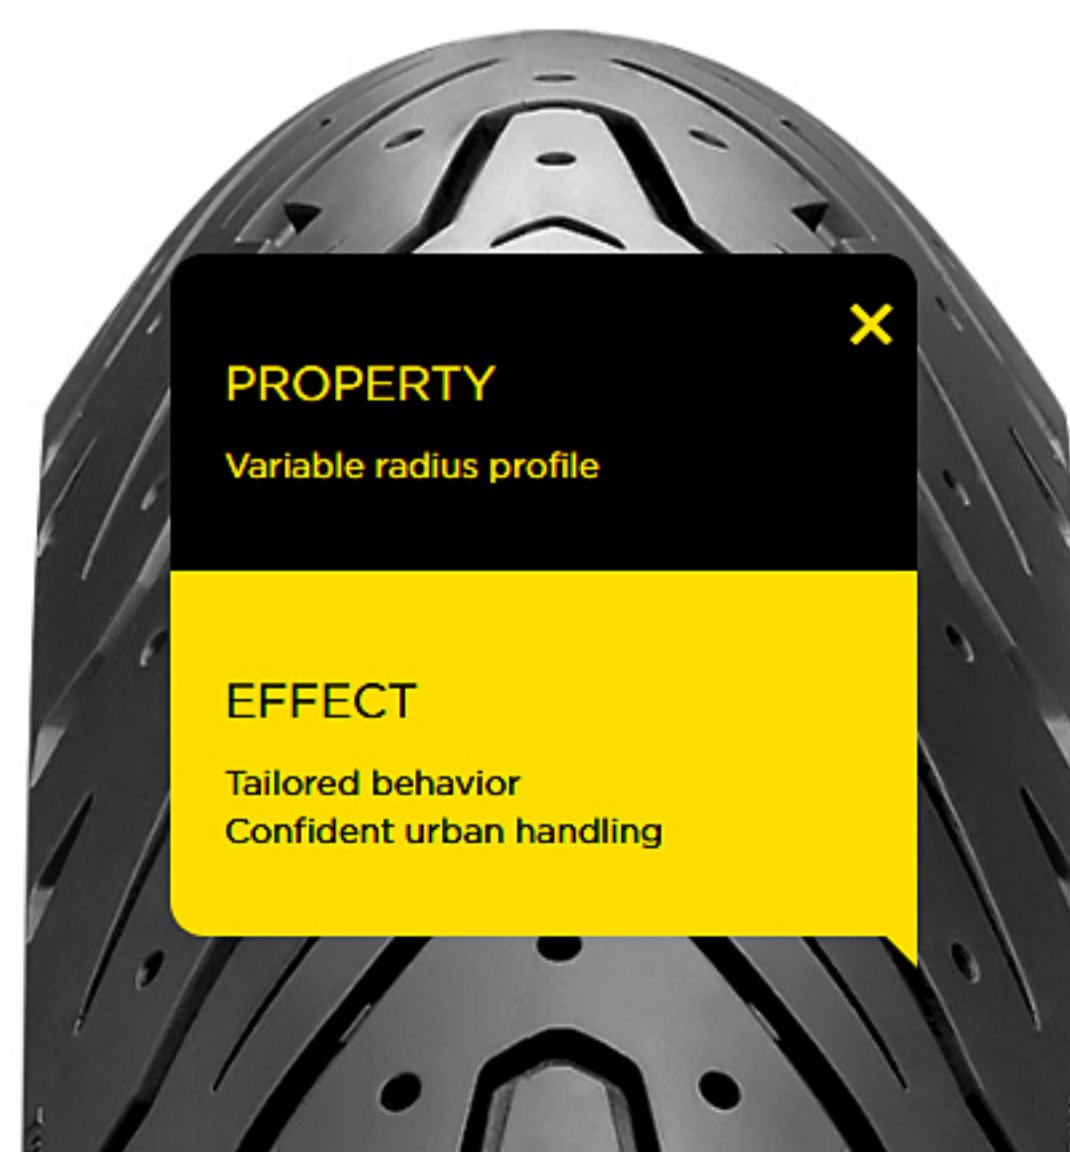 PROPERTY
Variable radius profile
EFFECT
Tailored behavior
Confident urban handling